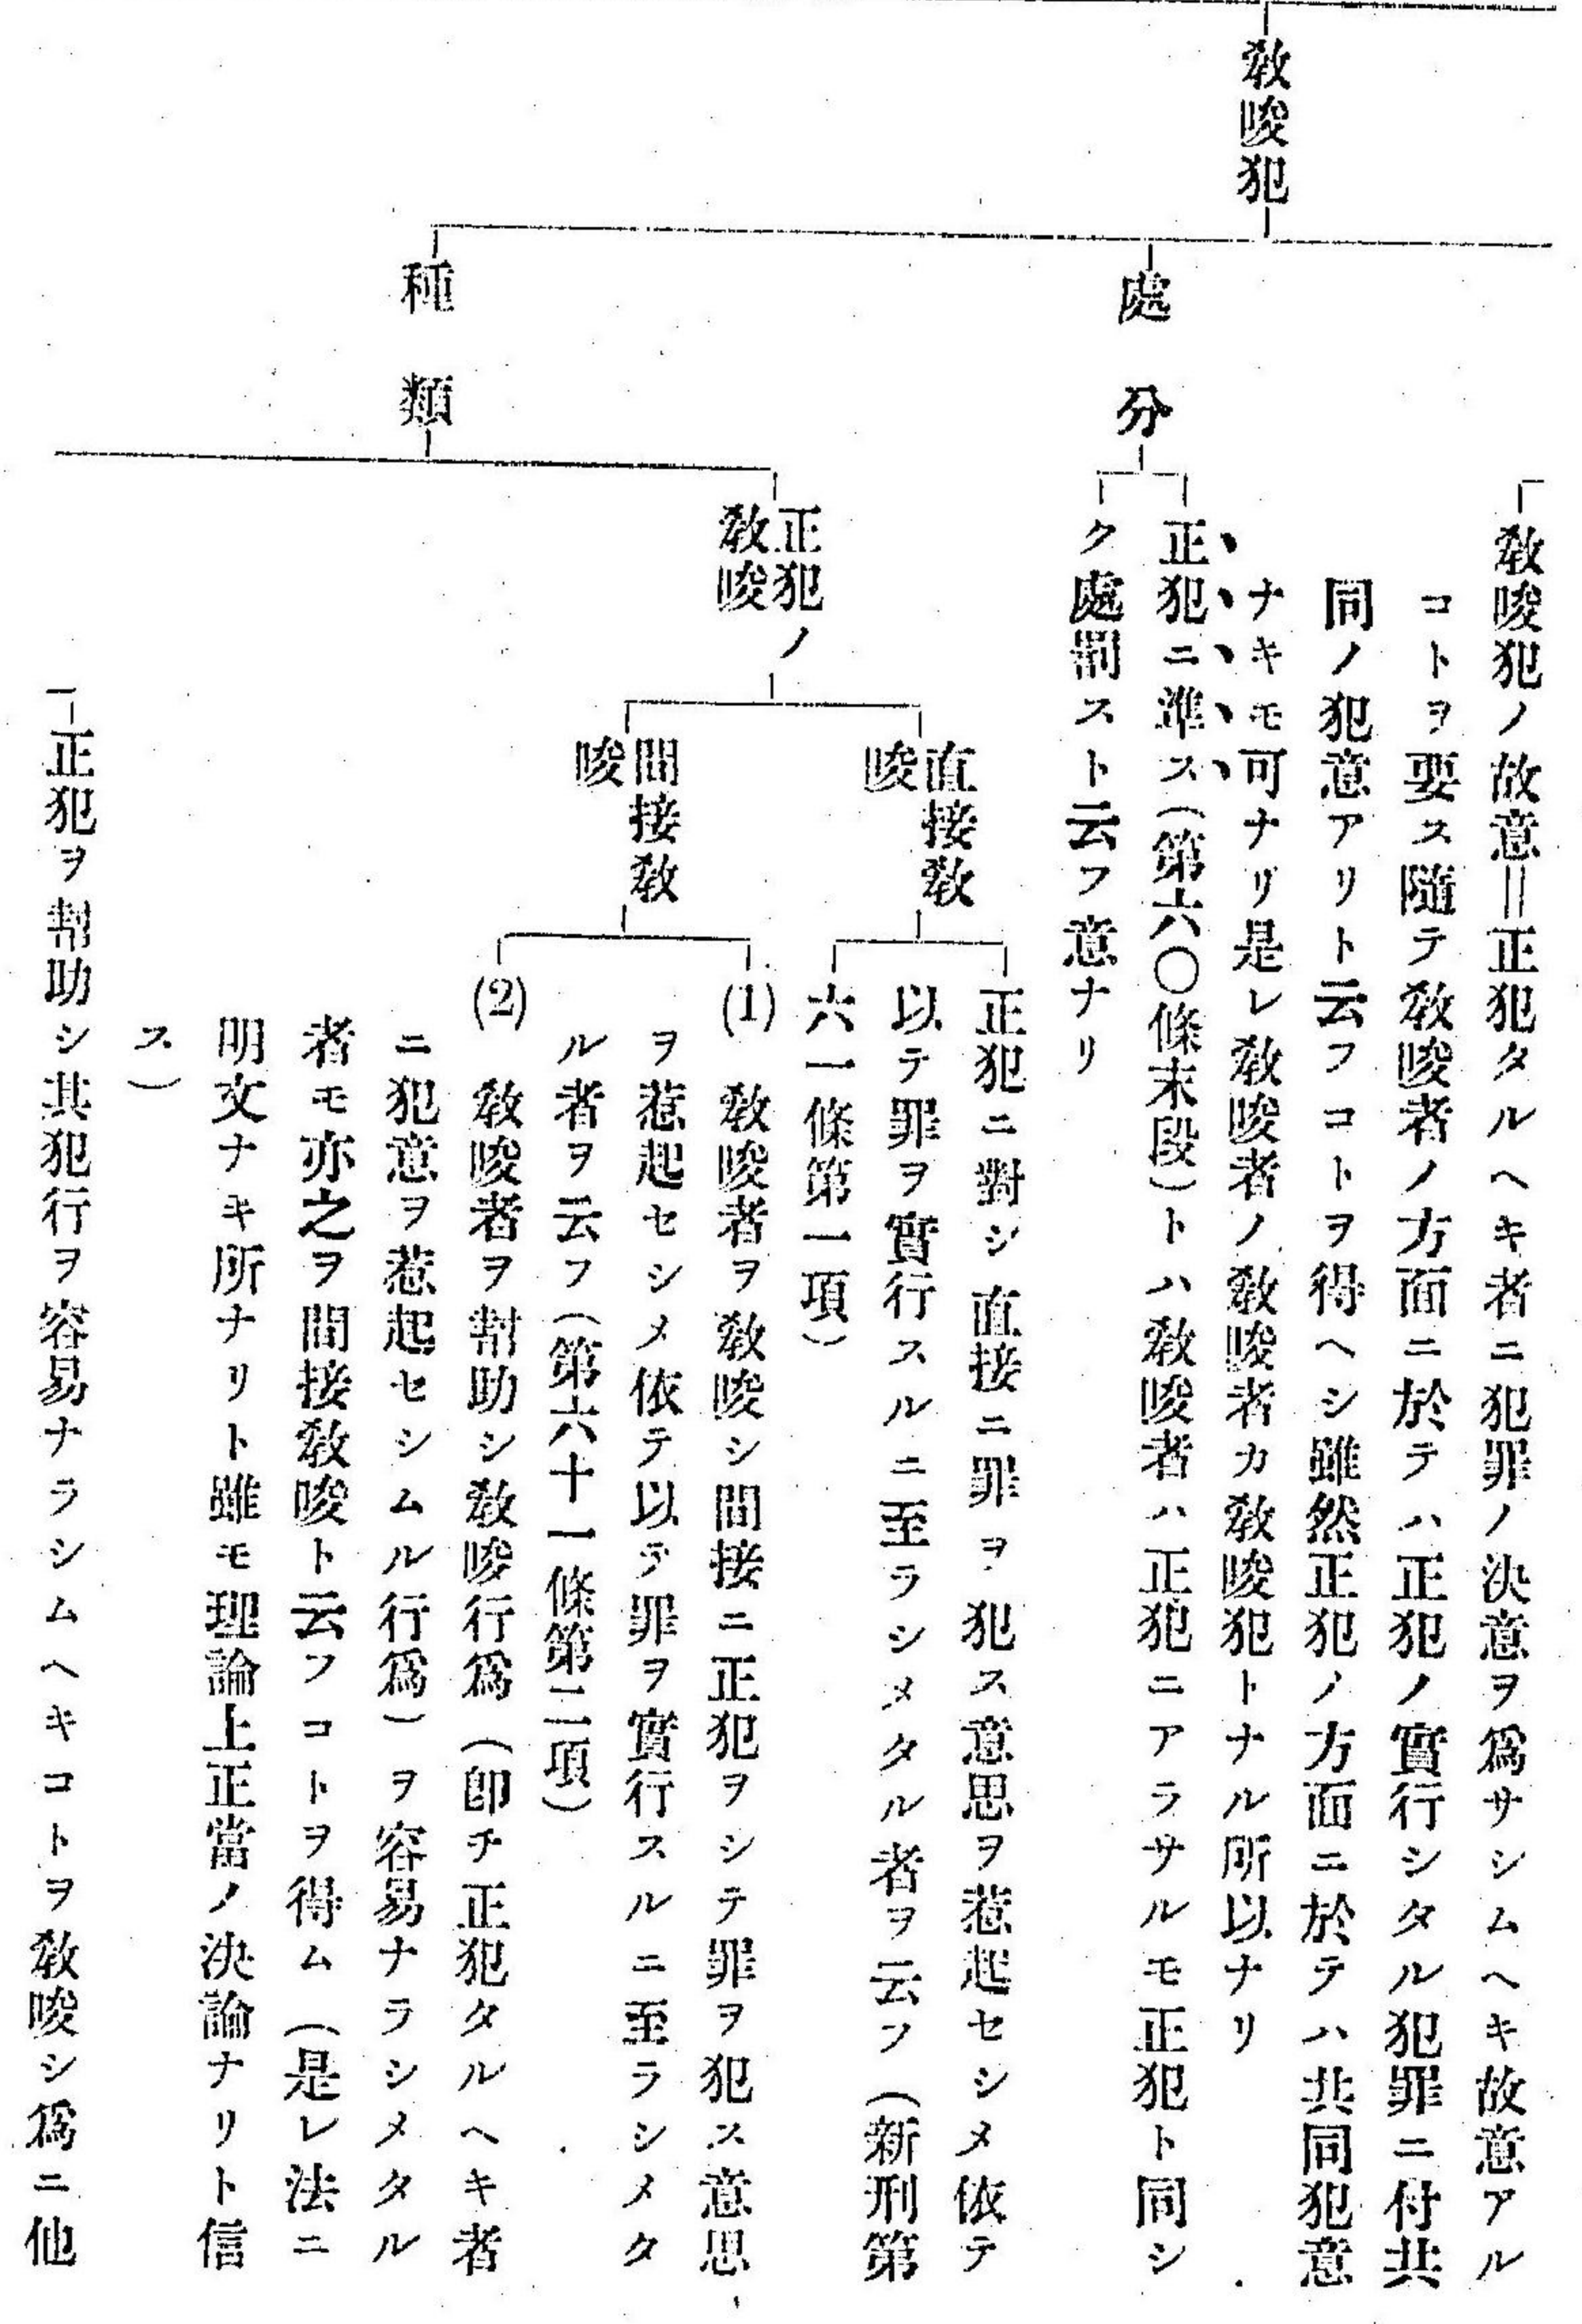 敎唆犯
敎唆犯ノ故意＝正犯タルヘキ者ニ犯罪ノ決意ヲ爲サシムヘキ故意アル
コトヲ要ス隨テ敎唆者ノ方面ニ於テハ正犯ノ實行シタル犯罪ニ付共
同ノ犯意アリト云フコトヲ得ヘシ雖然正犯ノ方面ニ於テハ共同犯意
ナキモ可ナリ是レ敎唆者ノ敎唆者カ敎唆犯トナル所以ナリ
處分
正犯ニ準ス（第六〇條末段）トハ敎唆者ハ正犯ニアラサルモ正犯ト同シ
ク處罰スト云フ意ナリ
種類
正犯ノ
敎唆
直接敎
唆
正犯ニ對シ直接ニ罪ヲ犯ス意思ヲ惹起セシメ依テ
以テ罪ヲ實行スルニ至ラシメタル者ヲ云フ（新刑第
六一條第一項）
間接敎
唆
(1) 敎唆者ヲ敎唆シ間接ニ正犯ヲシテ罪ヲ犯ス意思
ヲ惹起セシメ依テ以テ罪ヲ實行スルニ至ラシメタ
ル者ヲ云フ（第六十一條第二項）
(2) 敎唆者ヲ幇助シ敎唆行爲（卽チ正犯タルヘキ者
ニ犯意ヲ惹起セシムル行爲）ヲ容易ナラシメタル
者モ亦之ヲ間接敎唆ト云フコトヲ得ム（是レ法ニ
明文ナキ所ナリト雖モ理論上正當ノ決論ナリト信
ス）
正犯ヲ幇助シ其犯行ヲ容易ナラシムヘキコトヲ敎唆シ爲ニ他